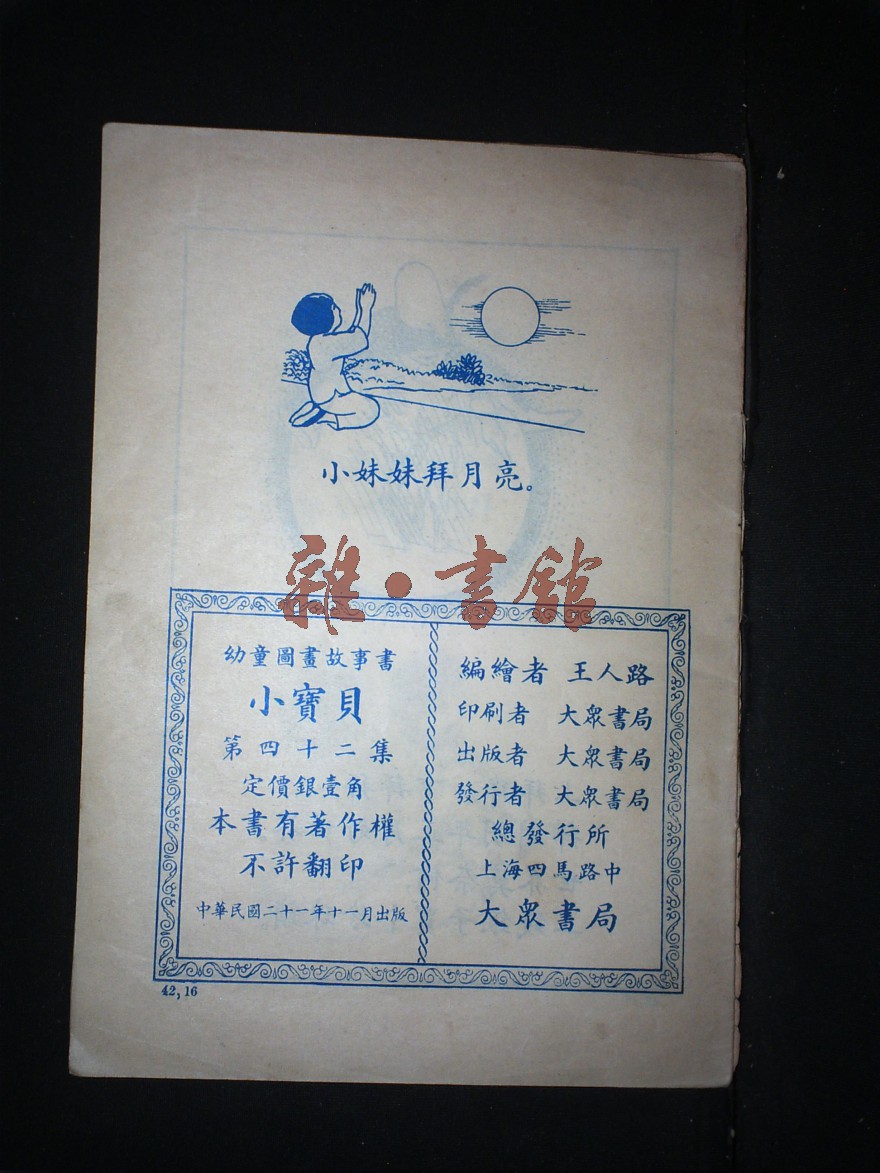 小妹妹拜月亮。
雜·書館
幼童圖畫故事書
小寶貝
第四十二集
定價銀壹角
本書有著作權
不許翻印
中華民國二十一年十一月出版
編繪者 王人路
印刷者 大眾書局
出版者 大眾書局
發行者 大眾書局
總發行所
上海四馬路中
大眾書局
42, 16